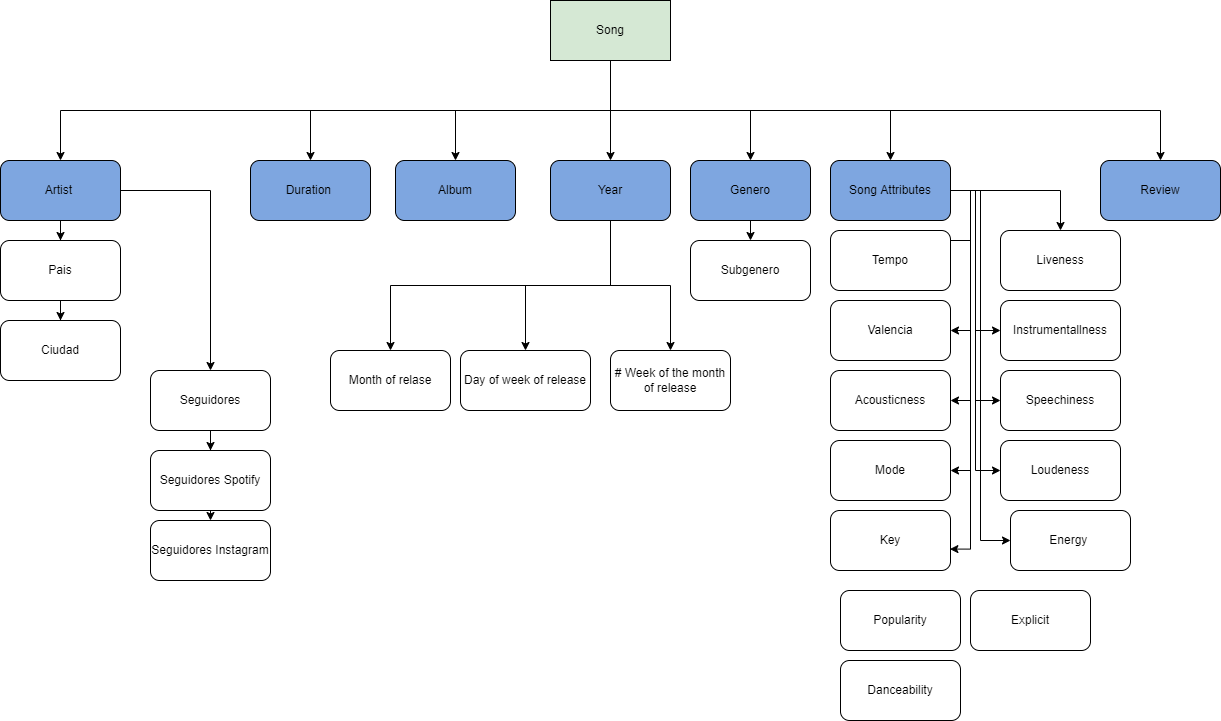 Song
Artist
Duration
Album
Year
Genero
Song Attributes
Review
Pais
Subgenero
Tempo
Liveness
Ciudad
Valencia
Instrumentallness
Month of relase
Day of week of release
# Week of the month
of release
Seguidores
Acousticness
Speechiness
Seguidores Spotify
Mode
Loudeness
Seguidores Instagram
Key
Energy
Popularity
Explicit
Danceability